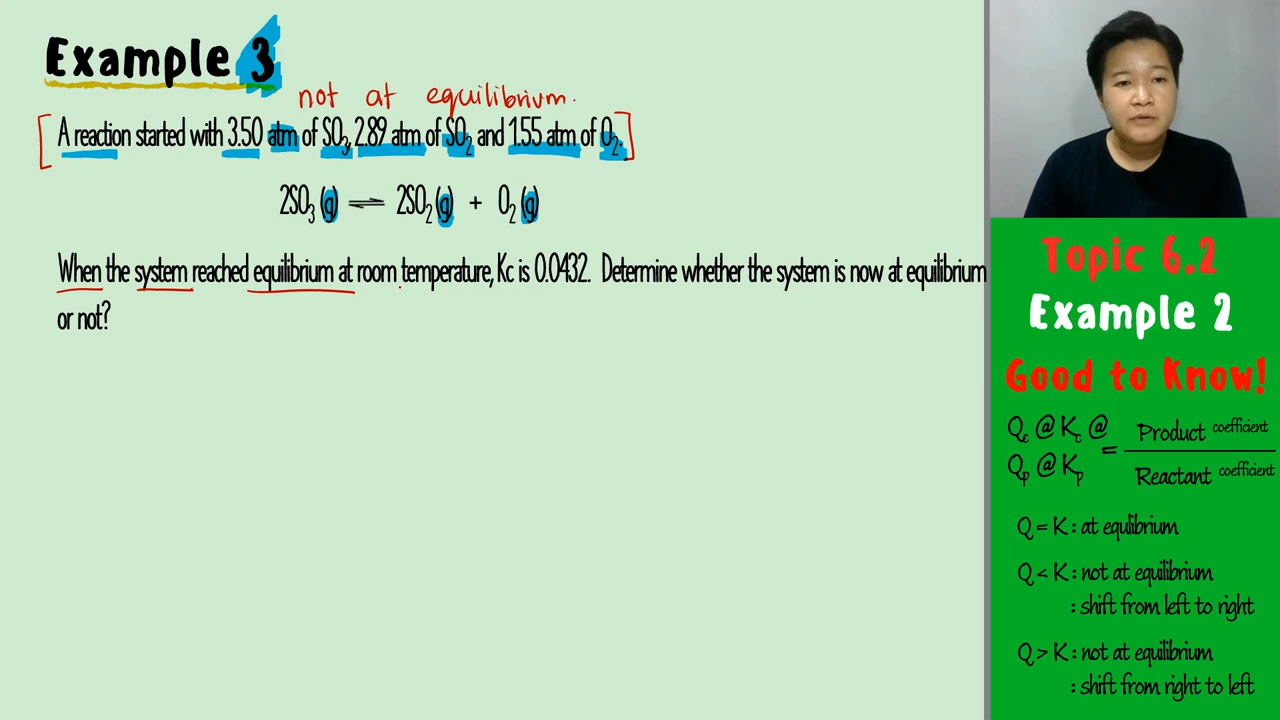 Example 3
not at equilibrium.
[A reaction started with 3.50 atm of SO₃, 2.89 atm of SO₂ and 1.55 atm of O₂.]
2SO₃ (g) ⇌ 2SO₂ (g) + O₂ (g)
When the system reached equilibrium at room temperature, Kc is 0.0432. Determine whether the system is now at equilibrium
or not?
Topic 6.2
Example 2
Good to Know!
Qc @ Kc @
Qp @ Kp
= Product coefficient
Reactant coefficient
Q = K : at equlibrium
Q < K : not at equilibrium
: shift from left to right
Q > K : not at equilibrium
: shift from right to left